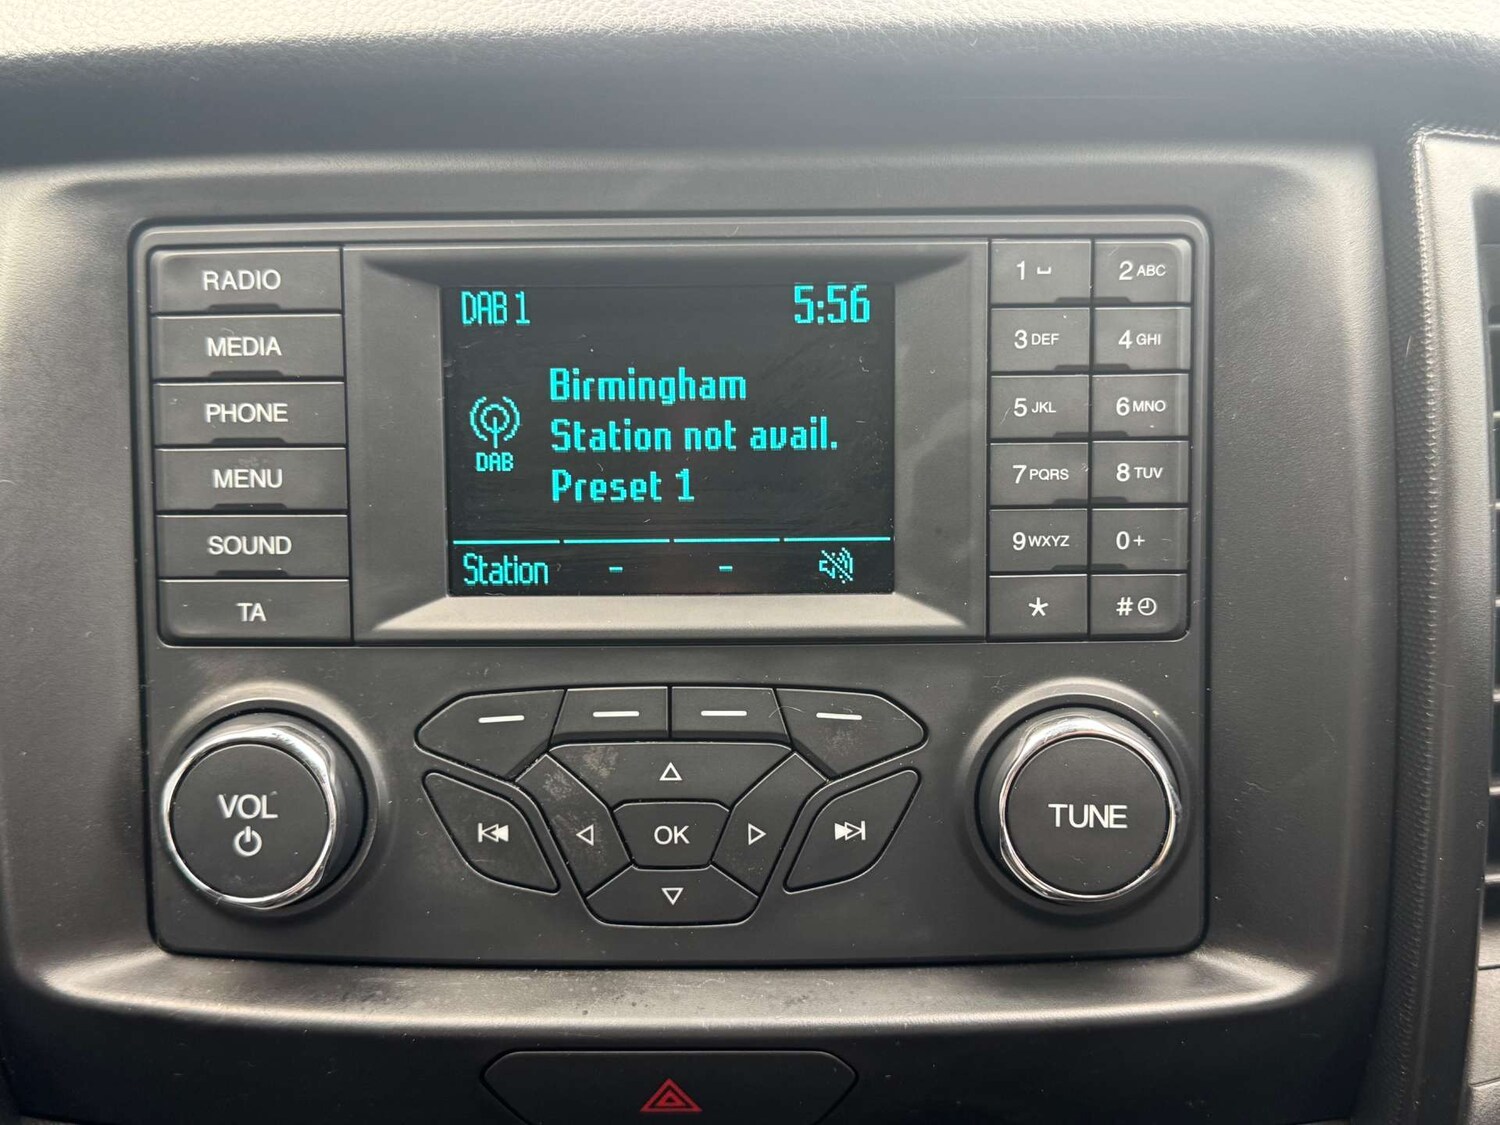 RADIO
MEDIA
PHONE
MENU
SOUND
TA
DAB 1 5:56
Birmingham
DAB Station not avail.
Preset 1
Station - -
1
2 ABC
3 DEF
4 GHI
5 JKL
6 MNO
7 PQRS
8 TUV
9 WXYZ
0 +
*
#
VOL
OK
TUNE